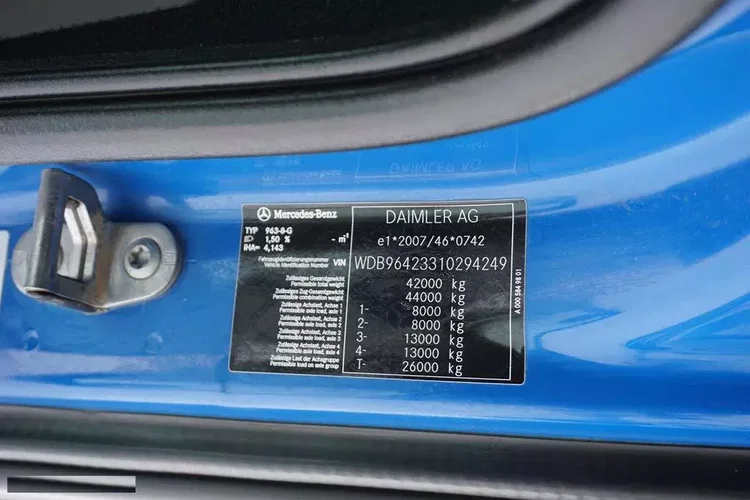 Mercedes-Benz
DAIMLER AG
TYP 963-8-G
1,50 % - m⁻¹
IHA= 4,143
e1*2007/46*0742
Fahrzeugidentifizierungsnummer
Vehicle Identification Number VIN
WDB96423310294249
Zulässiges Gesamtgewicht
Permissible total weight
42000 kg
Zulässiges Zug-Gesamtgewicht
Permissible combination weight
44000 kg
Zulässige Achslast, Achse 1
Permissible axle load, axle 1
1- 8000 kg
Zulässige Achslast, Achse 2
Permissible axle load, axle 2
2- 8000 kg
Zulässige Achslast, Achse 3
Permissible axle load, axle 3
3- 13000 kg
Zulässige Achslast, Achse 4
Permissible axle load, axle 4
4- 13000 kg
Zulässige Last der Achsgruppe
Permissible load on axle group
T- 26000 kg
A 000 584 98 01